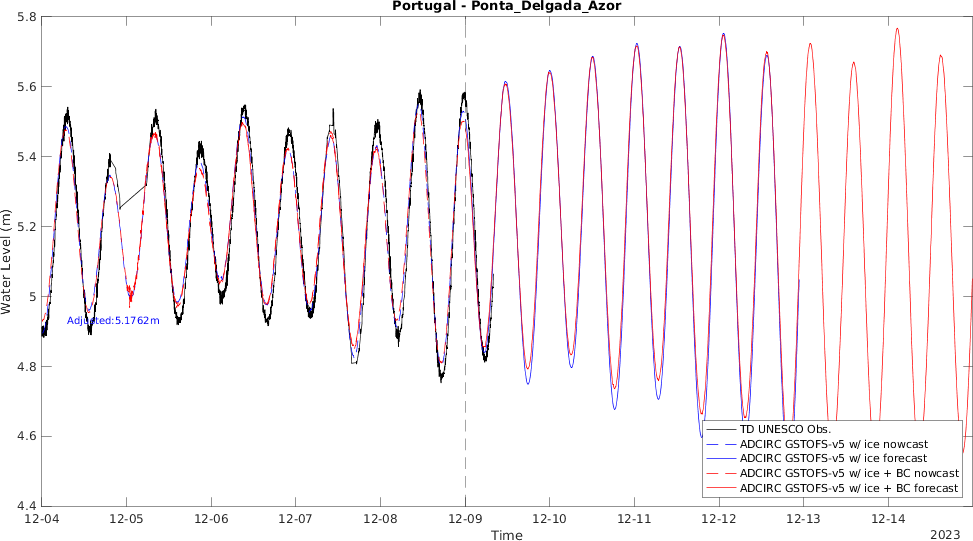 Portugal - Ponta_Delgada_Azor
5.8
5.6
5.4
5.2
5
4.8
4.6
4.4
Water Level (m)
Adjusted:5.1762m
TD UNESCO Obs.
ADCIRC GSTOFS-v5 w/ ice nowcast
ADCIRC GSTOFS-v5 w/ ice forecast
ADCIRC GSTOFS-v5 w/ ice + BC nowcast
ADCIRC GSTOFS-v5 w/ ice + BC forecast
12-04 12-05 12-06 12-07 12-08 12-09 12-10 12-11 12-12 12-13 12-14
Time
2023